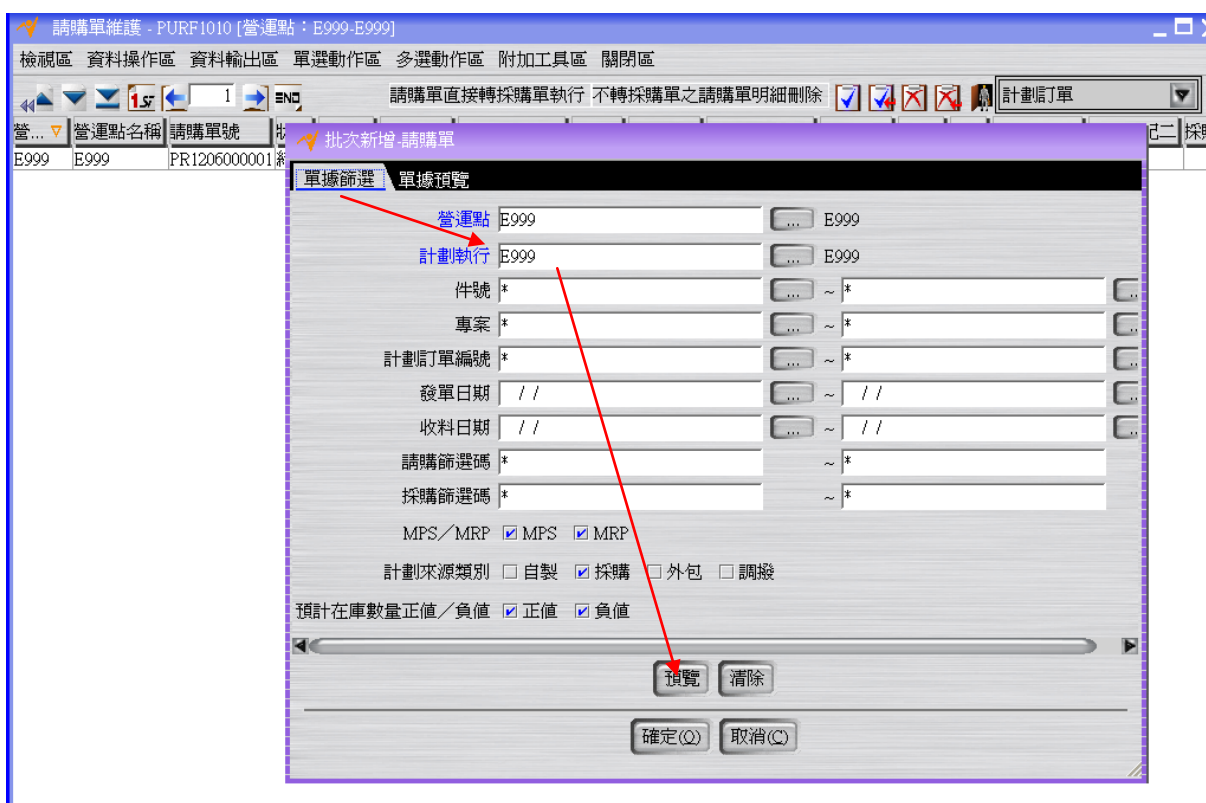 請購單維護 - PURF1010 [營運點：E999-E999]
檢視區 資料操作區 資料輸出區 單選動作區 多選動作區 附加工具區 關閉區
1ST 1 END 請購單直接轉採購單執行 不轉採購單之請購單明細刪除 計劃訂單
營... 營運點名稱 請購單號
E999 E999 PR1206000001
批次新增-請購單
單據篩選 單據預覽
營運點 E999 ... E999
計劃執行 E999 ... E999
件號 * ... ~ * ..
專案 * ... ~ * ..
計劃訂單編號 * ... ~ * ..
發單日期 / / ... ~ / / ..
收料日期 / / ... ~ / / ..
請購篩選碼 * ~ *
採購篩選碼 * ~ *
MPS／MRP MPS MRP
計劃來源類別 自製 採購 外包 調撥
預計在庫數量正值／負值 正值 負值
預覽 清除
確定(O) 取消(C)